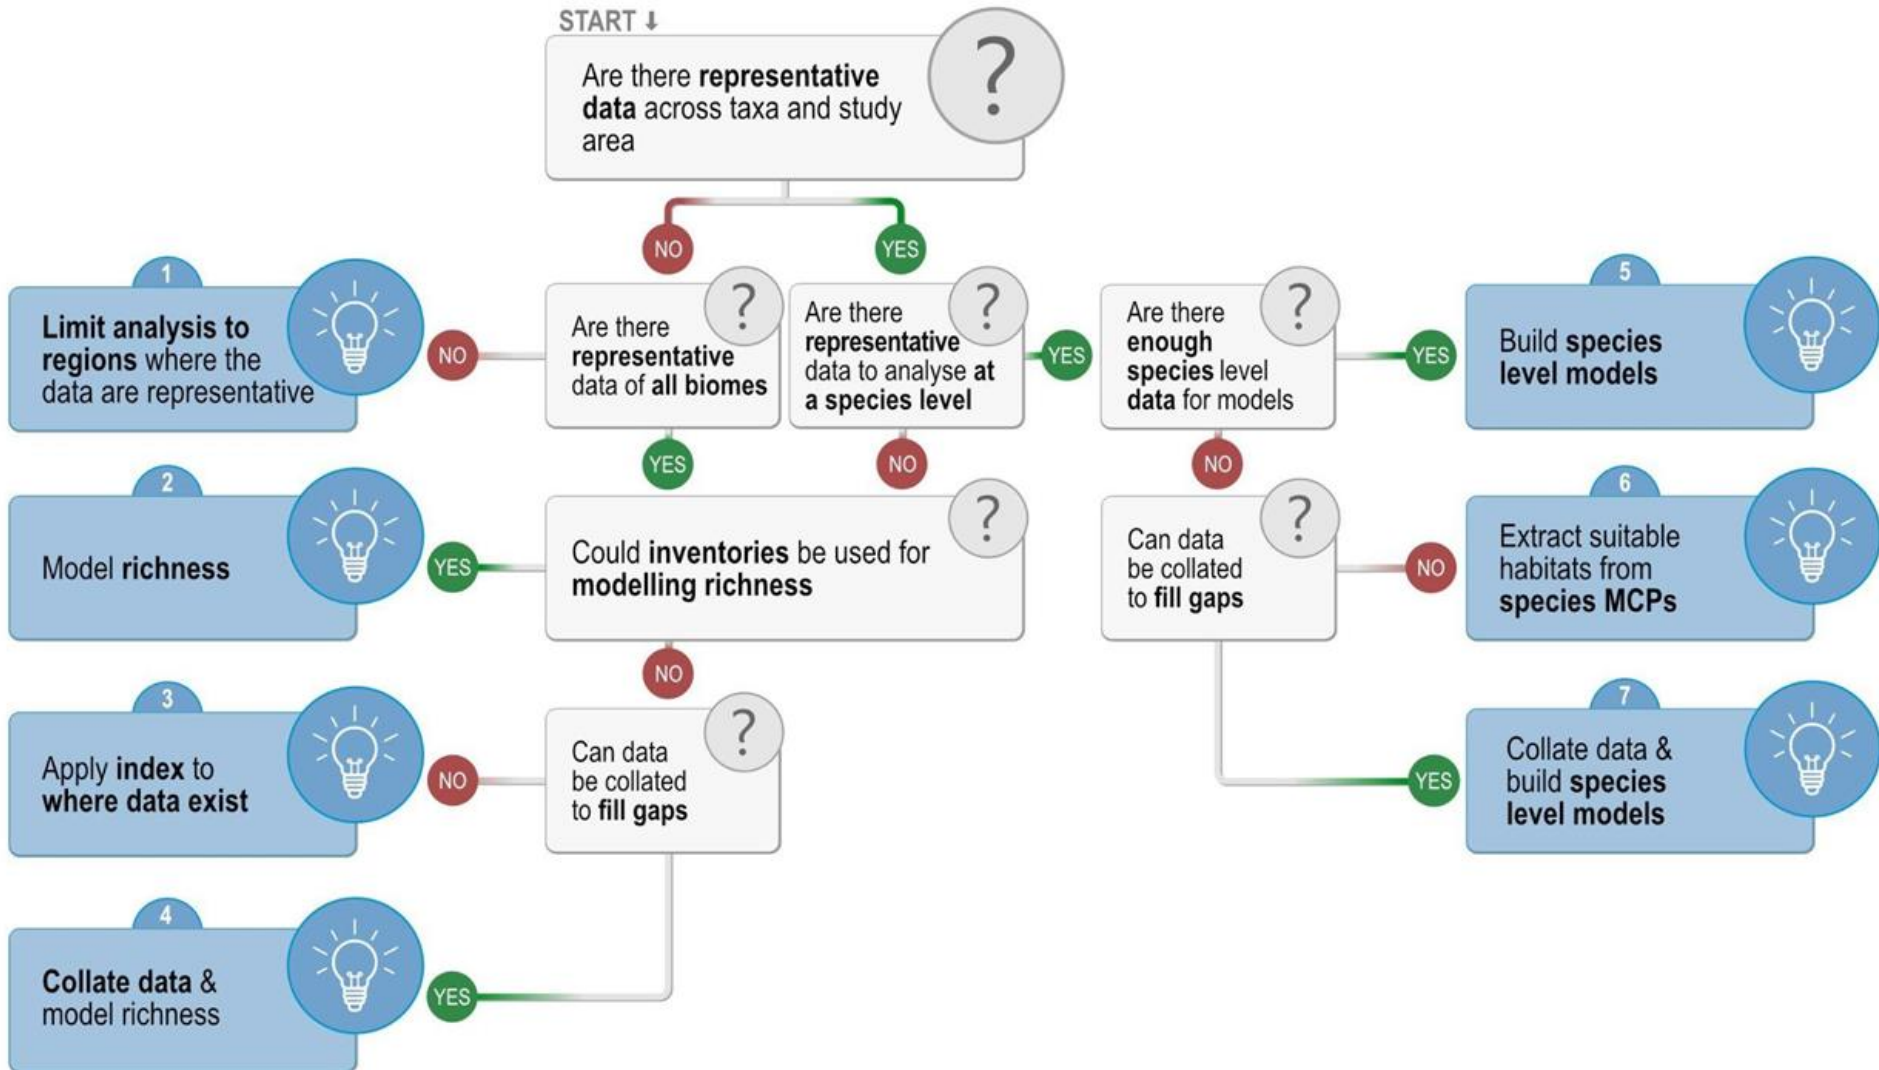 START ⬇
Are there representative
data across taxa and study
area
?
NO
YES
1
Limit analysis to
regions where the
data are representative
NO
Are there
representative
data of all biomes
?
Are there
representative
data to analyse at
a species level
?
YES
Are there
enough
species level
data for models
?
YES
5
Build species
level models
YES
NO
NO
2
Model richness
YES
Could inventories be used for
modelling richness
?
Can data
be collated
to fill gaps
?
NO
6
Extract suitable
habitats from
species MCPs
NO
3
Apply index to
where data exist
NO
Can data
be collated
to fill gaps
?
YES
7
Collate data &
build species
level models
4
Collate data &
model richness
YES